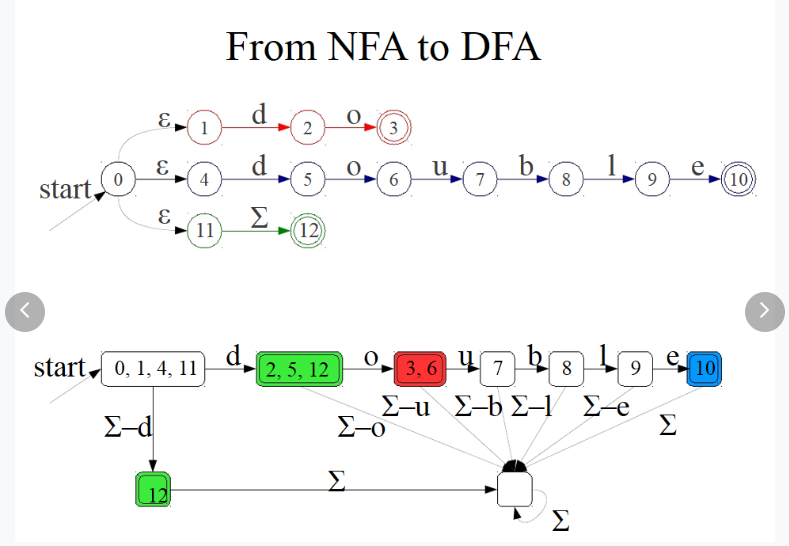 From NFA to DFA
ε d o
1 2 3
ε d o u b l e
start 0 4 5 6 7 8 9 10
ε Σ
11 12
d o u b l e
start 0, 1, 4, 11 2, 5, 12 3, 6 7 8 9 10
Σ–u Σ–b Σ–l Σ–e
Σ–d Σ–o Σ
12 Σ
Σ